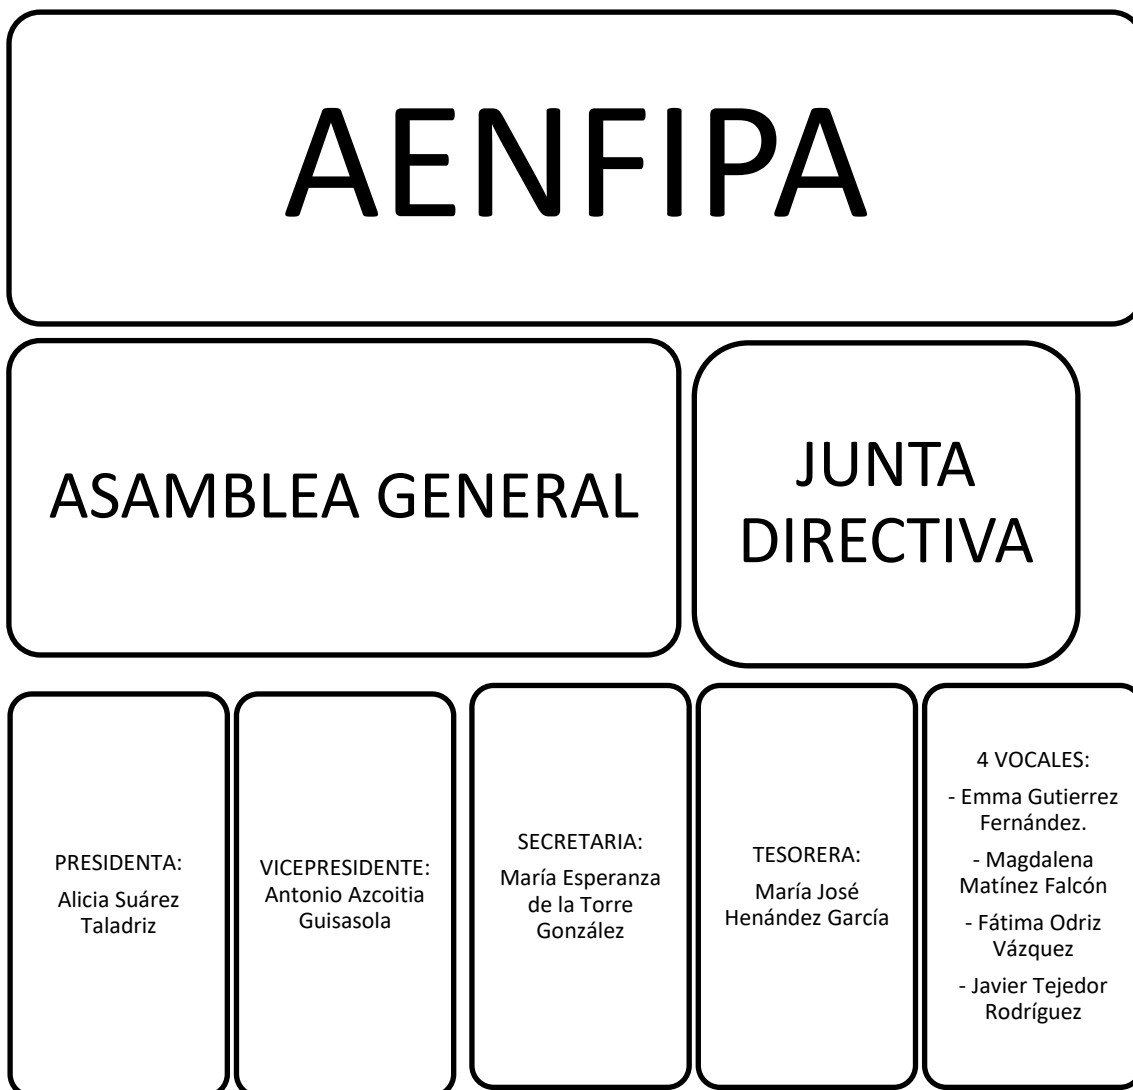 AENFIPA
ASAMBLEA GENERAL
JUNTA
DIRECTIVA
PRESIDENTA:
Alicia Suárez
Taladriz
VICEPRESIDENTE:
Antonio Azcoitia
Guisasola
SECRETARIA:
María Esperanza
de la Torre
González
TESORERA:
María José
Henández García
4 VOCALES:
- Emma Gutierrez
Fernández.
- Magdalena
Matínez Falcón
- Fátima Odriz
Vázquez
- Javier Tejedor
Rodríguez